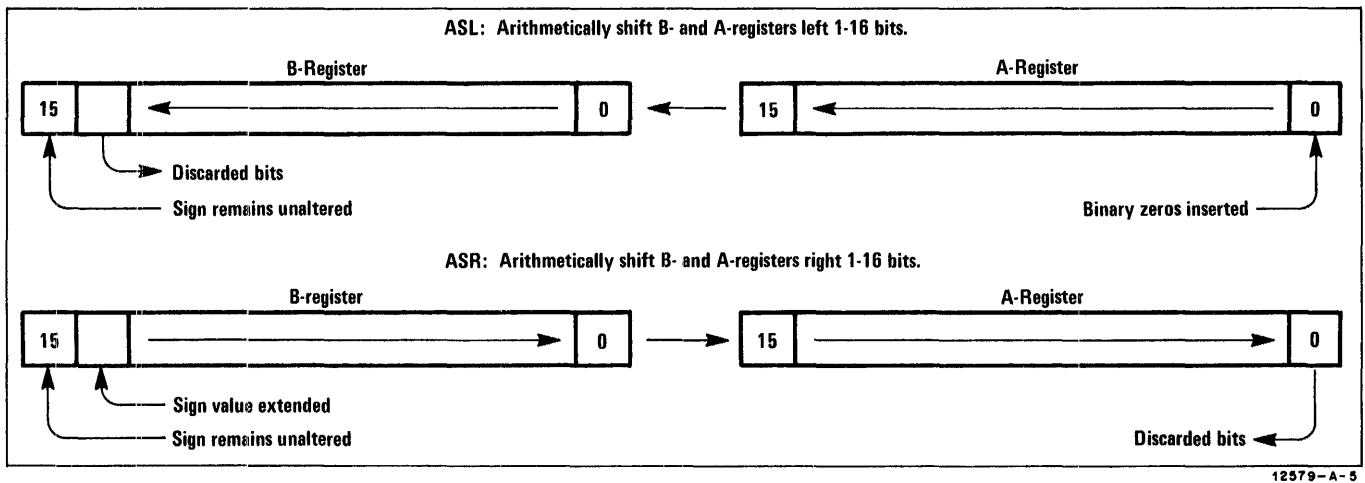 ASL: Arithmetically shift B- and A-registers left 1-16 bits.
B-Register A-Register
15 0 15 0
Discarded bits
Sign remains unaltered Binary zeros inserted
ASR: Arithmetically shift B- and A-registers right 1-16 bits.
B-register A-Register
15 0 15 0
Sign value extended
Sign remains unaltered Discarded bits
12579-A-5